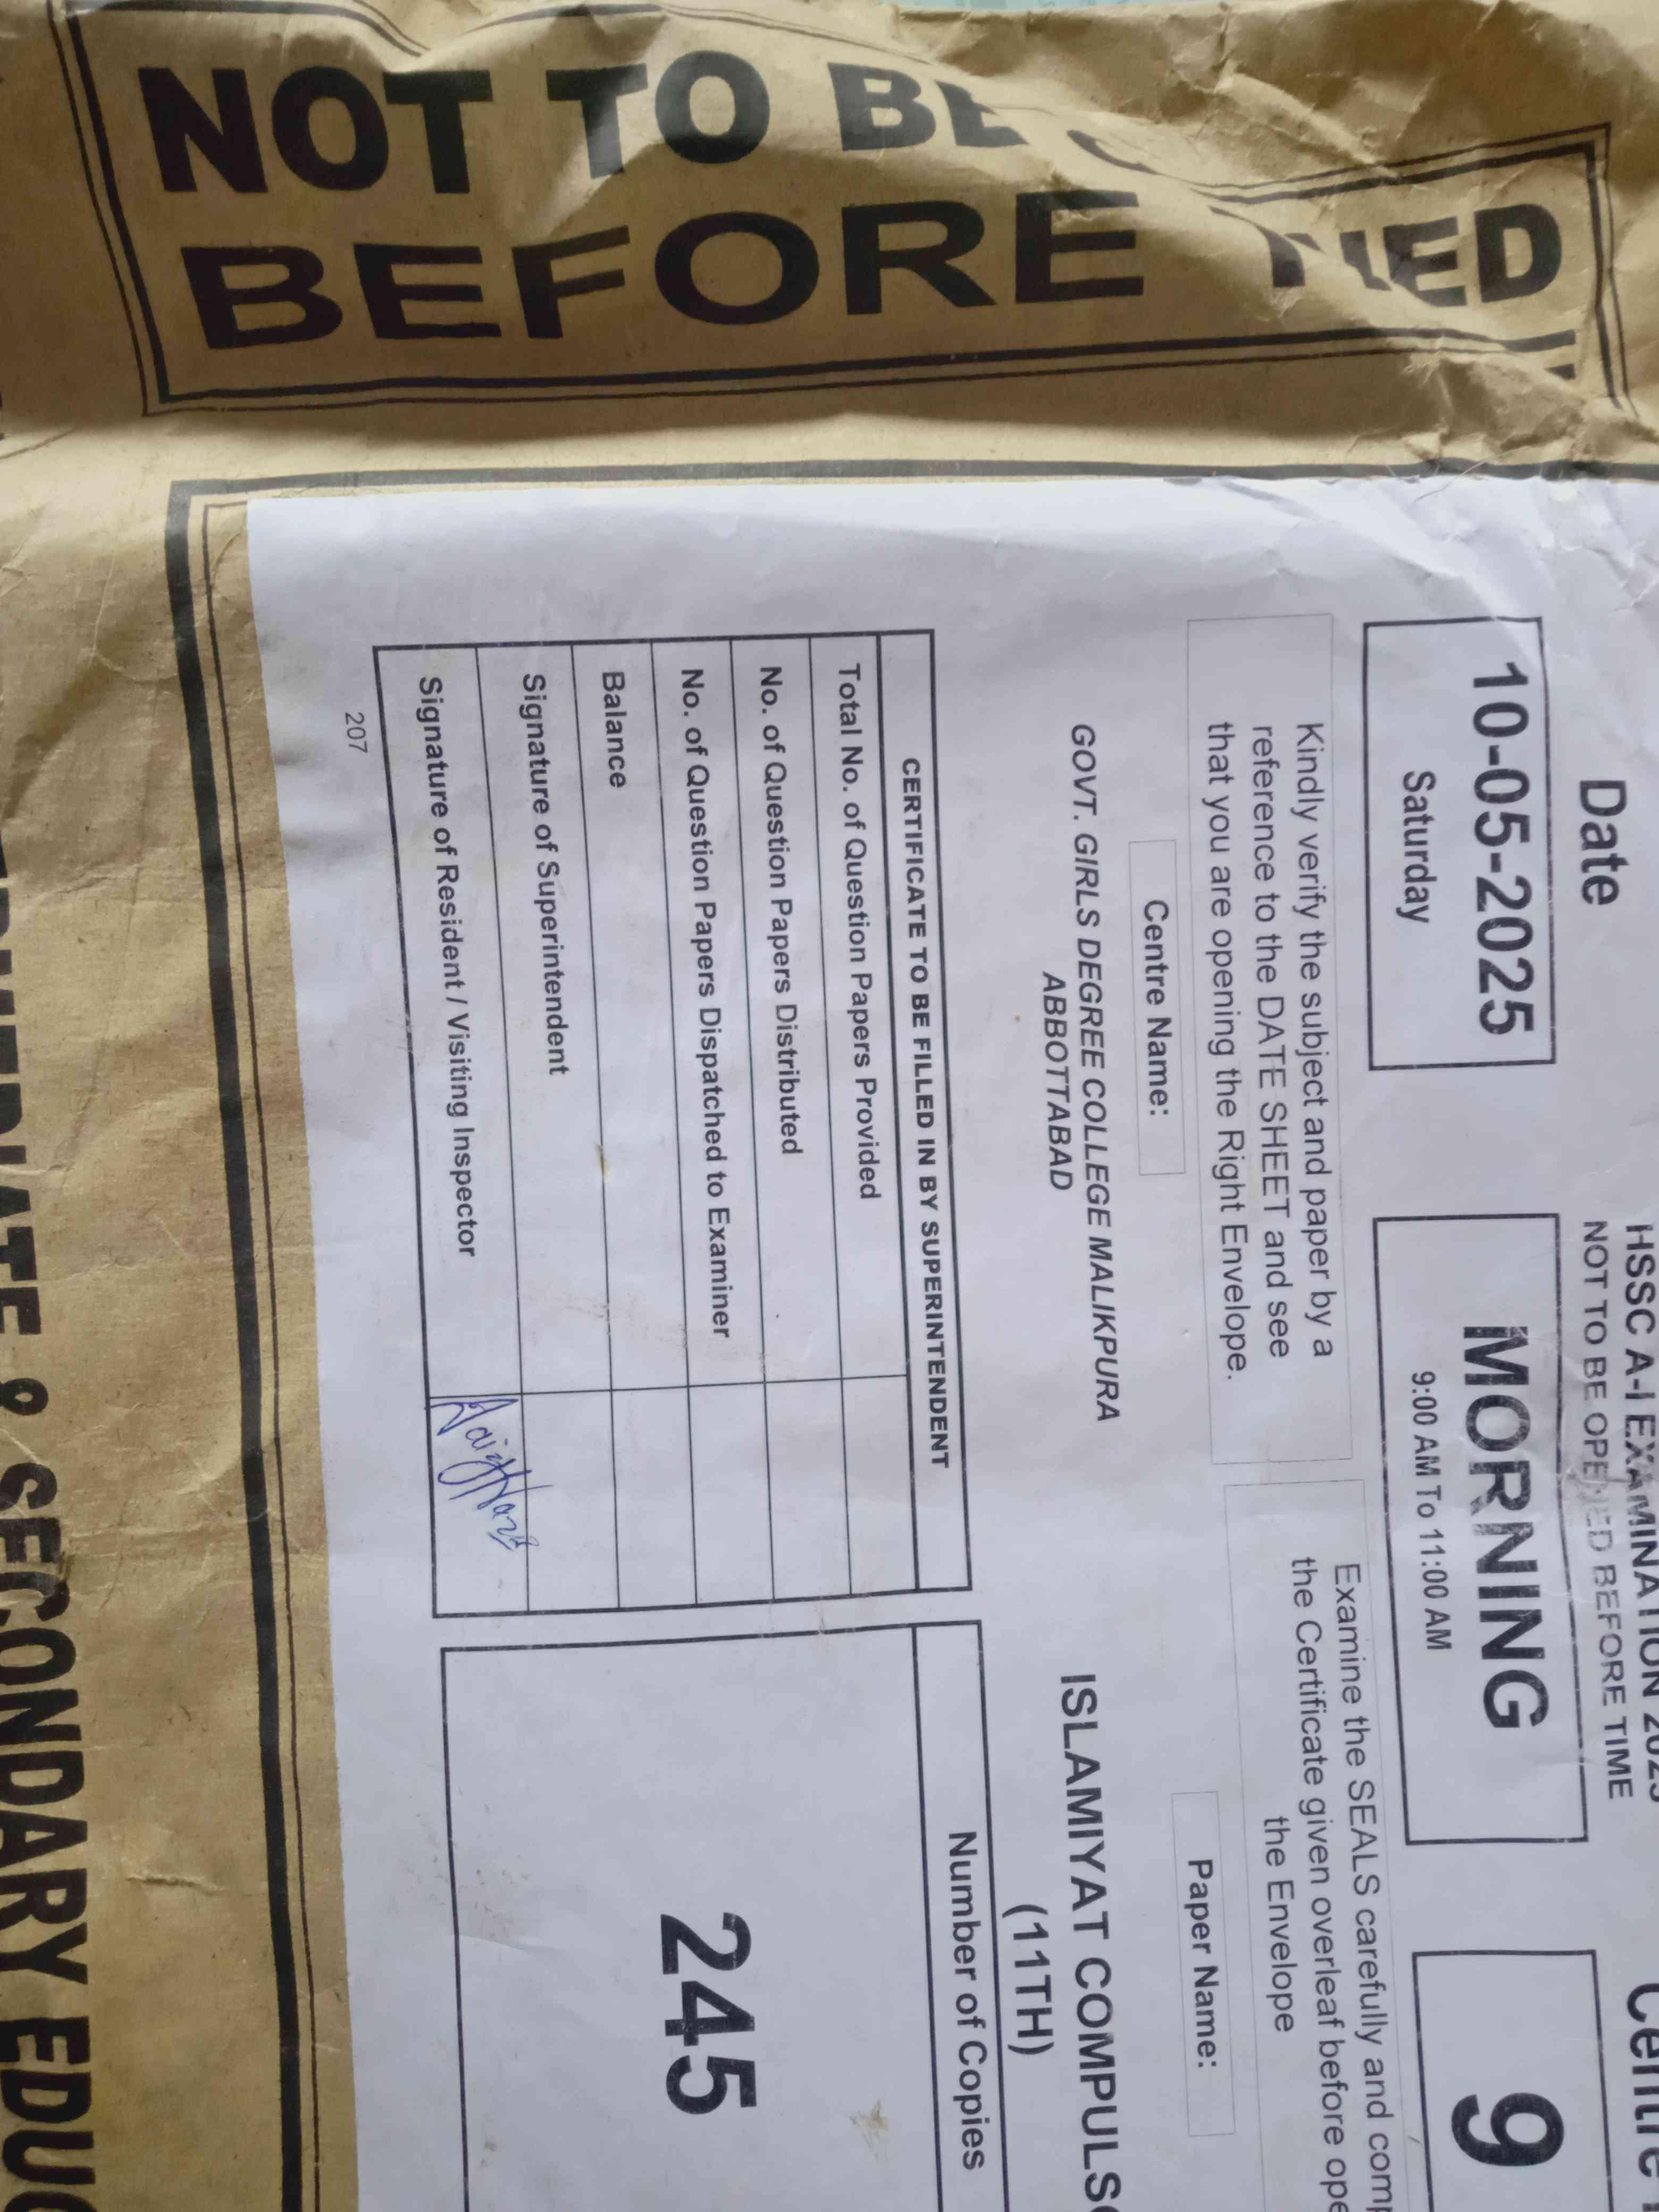 NOT TO BE
BEFORE
Date
10-05-2025
Saturday
HSSC A-I EXAMINATION 2025
NOT TO BE OPENED BEFORE TIME
MORNING
9:00 AM To 11:00 AM
9
Kindly verify the subject and paper by a
reference to the DATE SHEET and see
that you are opening the Right Envelope.
Examine the SEALS carefully and comp
the Certificate given overleaf before ope
the Envelope
Centre Name:
GOVT. GIRLS DEGREE COLLEGE MALIKPURA
ABBOTTABAD
Paper Name:
ISLAMIYAT COMPULSO
(11TH)
CERTIFICATE TO BE FILLED IN BY SUPERINTENDENT
Total No. of Question Papers Provided
No. of Question Papers Distributed
No. of Question Papers Dispatched to Examiner
Balance
Signature of Superintendent
Signature of Resident / Visiting Inspector
Number of Copies
245
207
& SECONDARY EDUC